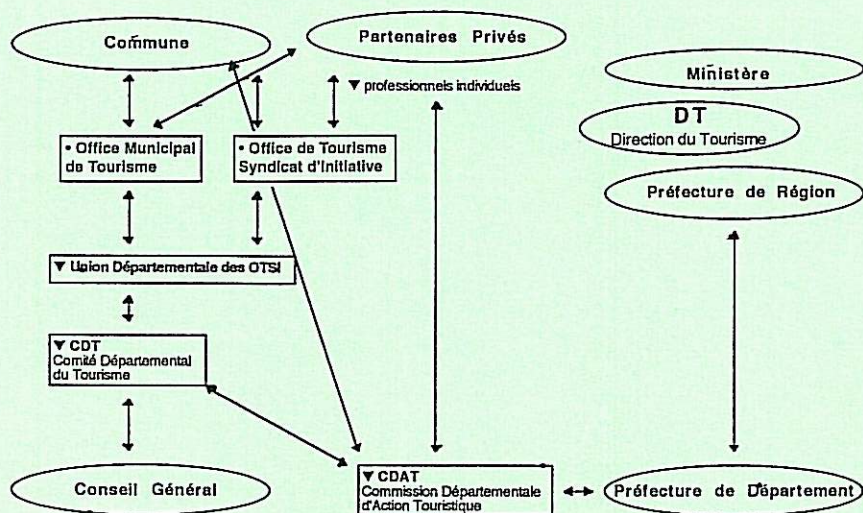 Commune
Partenaires Privés
Ministère
▼ professionnels individuels
DT
Direction du Tourisme
• Office Municipal
de Tourisme
• Office de Tourisme
Syndicat d'Initiative
Préfecture de Région
▼ Union Départementale des OTSI
▼ CDT
Comité Départemental
du Tourisme
Conseil Général
▼ CDAT
Commission Départementale
d'Action Touristique
Préfecture de Département